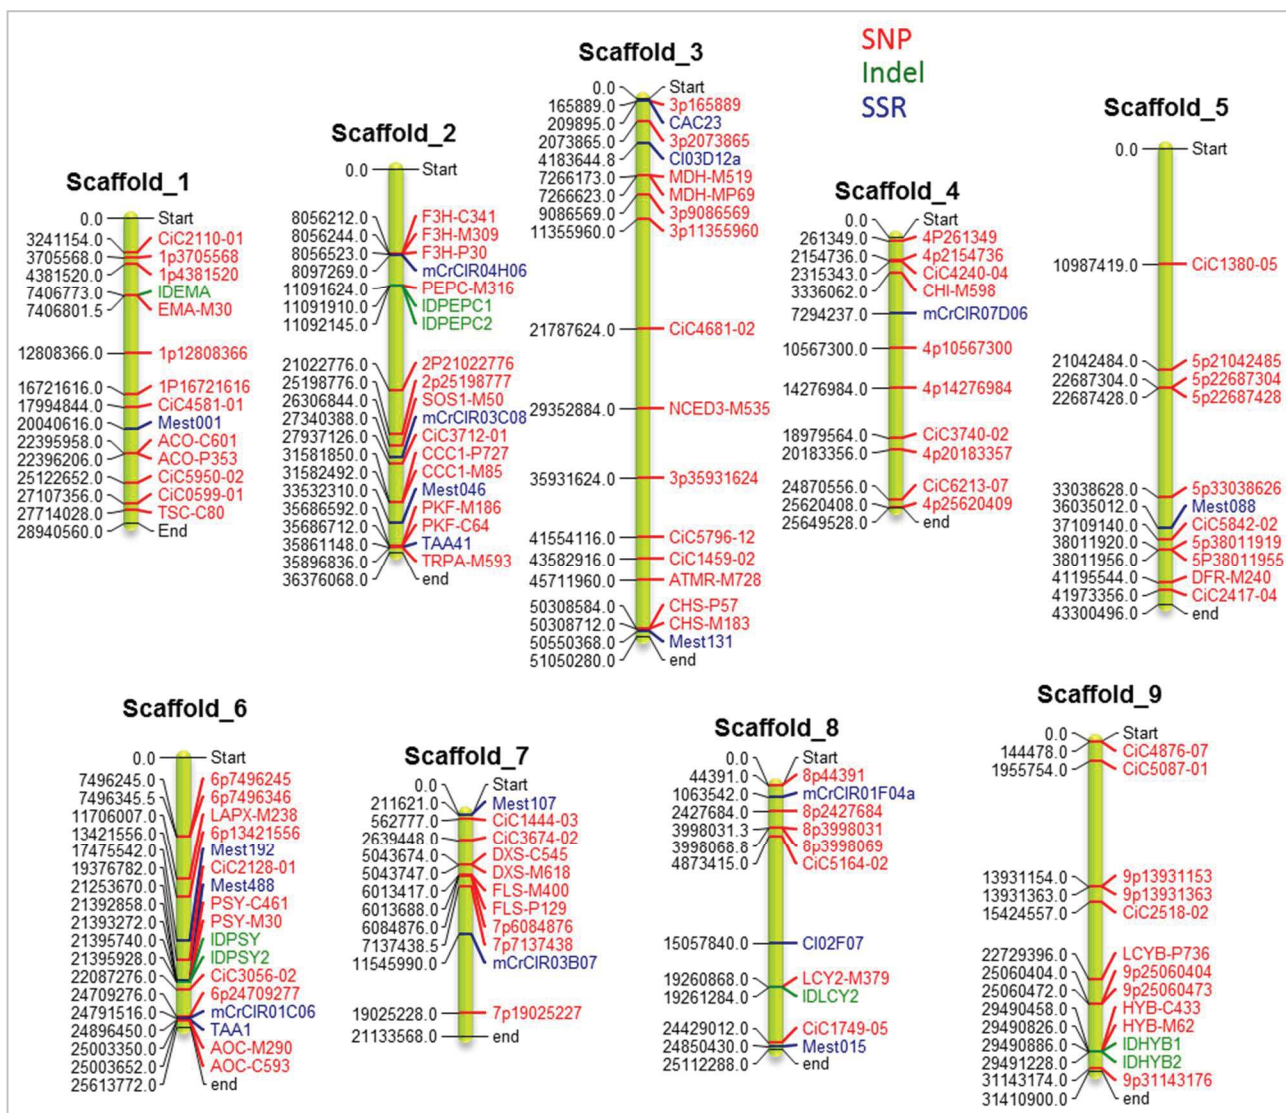 SNP
Indel
SSR
Scaffold_1
0.0 Start
3241154.0 CiC2110-01
3705568.0 1p3705568
4381520.0 1p4381520
7406773.0 IDEMA
7406801.5 EMA-M30
12808366.0 1p12808366
16721616.0 1P16721616
17994844.0 CiC4581-01
20040616.0 Mest001
22395958.0 ACO-C601
22396206.0 ACO-P353
25122652.0 CiC5950-02
27107356.0 CiC0599-01
27714028.0 TSC-C80
28940560.0 End
Scaffold_2
0.0 Start
8056212.0 F3H-C341
8056244.0 F3H-M309
8056523.0 F3H-P30
8097269.0 mCrCIR04H06
11091624.0 PEPC-M316
11091910.0 IDPEPC1
11092145.0 IDPEPC2
21022776.0 2P21022776
25198776.0 2p25198777
26306844.0 SOS1-M50
27340388.0 mCrCIR03C08
27937126.0 CiC3712-01
31581850.0 CCC1-P727
31582492.0 CCC1-M85
33532310.0 Mest046
35686592.0 PKF-M186
35686712.0 PKF-C64
35861148.0 TAA41
35896836.0 TRPA-M593
36376068.0 end
Scaffold_3
0.0 Start
165889.0 3p165889
209895.0 CAC23
2073865.0 3p2073865
4183644.8 CI03D12a
7266173.0 MDH-M519
7266623.0 MDH-MP69
9086569.0 3p9086569
11355960.0 3p11355960
21787624.0 CiC4681-02
29352884.0 NCED3-M535
35931624.0 3p35931624
41554116.0 CiC5796-12
43582916.0 CiC1459-02
45711960.0 ATMR-M728
50308584.0 CHS-P57
50308712.0 CHS-M183
50550368.0 Mest131
51050280.0 end
Scaffold_4
0.0 Start
261349.0 4P261349
2154736.0 4p2154736
2315343.0 CiC4240-04
3336062.0 CHI-M598
7294237.0 mCrCIR07D06
10567300.0 4p10567300
14276984.0 4p14276984
18979564.0 CiC3740-02
20183356.0 4p20183357
24870556.0 CiC6213-07
25620408.0 4p25620409
25649528.0 end
Scaffold_5
0.0 Start
10987419.0 CiC1380-05
21042484.0 5p21042485
22687304.0 5p22687304
22687428.0 5p22687428
33038628.0 5p33038626
36035012.0 Mest088
37109140.0 CiC5842-02
38011920.0 5p38011919
38011956.0 5P38011955
41195544.0 DFR-M240
41973356.0 CiC2417-04
43300496.0 end
Scaffold_6
0.0 Start
7496245.0 6p7496245
7496345.5 6p7496346
11706007.0 LAPX-M238
13421556.0 6p13421556
17475542.0 Mest192
19376782.0 CiC2128-01
21253670.0 Mest488
21392858.0 PSY-C461
21393272.0 PSY-M30
21395740.0 IDPSY
21395928.0 IDPSY2
22087276.0 CiC3056-02
24709276.0 6p24709277
24791516.0 mCrCIR01C06
24896450.0 TAA1
25003350.0 AOC-M290
25003652.0 AOC-C593
25613772.0 end
Scaffold_7
0.0 Start
211621.0 Mest107
562777.0 CiC1444-03
2639448.0 CiC3674-02
5043674.0 DXS-C545
5043747.0 DXS-M618
6013417.0 FLS-M400
6013688.0 FLS-P129
6084876.0 7p6084876
7137438.5 7p7137438
11545990.0 mCrCIR03B07
19025228.0 7p19025227
21133568.0 end
Scaffold_8
0.0 Start
44391.0 8p44391
1063542.0 mCrCIR01F04a
2427684.0 8p2427684
3998031.3 8p3998031
3998068.8 8p3998069
4873415.0 CiC5164-02
15057840.0 CI02F07
19260868.0 LCY2-M379
19261284.0 IDLCY2
24429012.0 CiC1749-05
24850430.0 Mest015
25112288.0 end
Scaffold_9
0.0 Start
144478.0 CiC4876-07
1955754.0 CiC5087-01
13931154.0 9p13931153
13931363.0 9p13931363
15424557.0 CiC2518-02
22729396.0 LCYB-P736
25060404.0 9p25060404
25060472.0 9p25060473
29490458.0 HYB-C433
29490826.0 HYB-M62
29490886.0 IDHYB1
29491228.0 IDHYB2
31143174.0 9p31143176
31410900.0 end